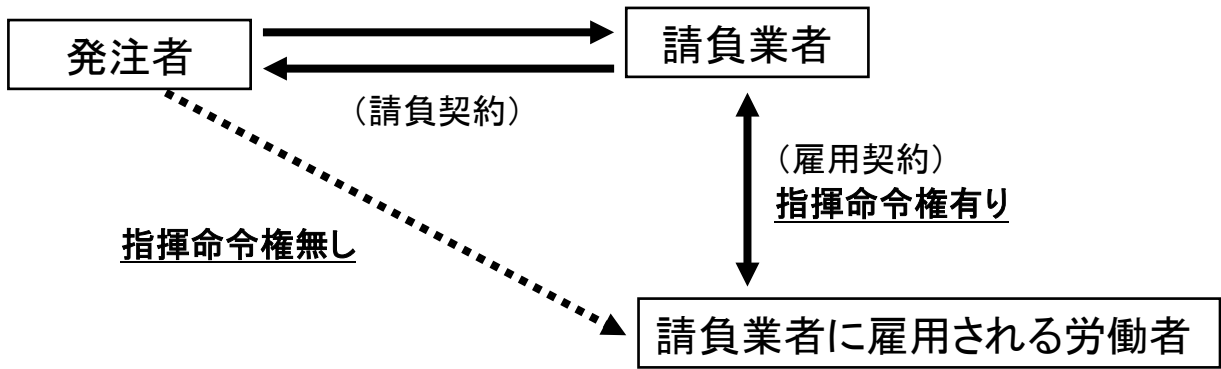 発注者
請負業者
（請負契約）
（雇用契約）
指揮命令権有り
指揮命令権無し
請負業者に雇用される労働者